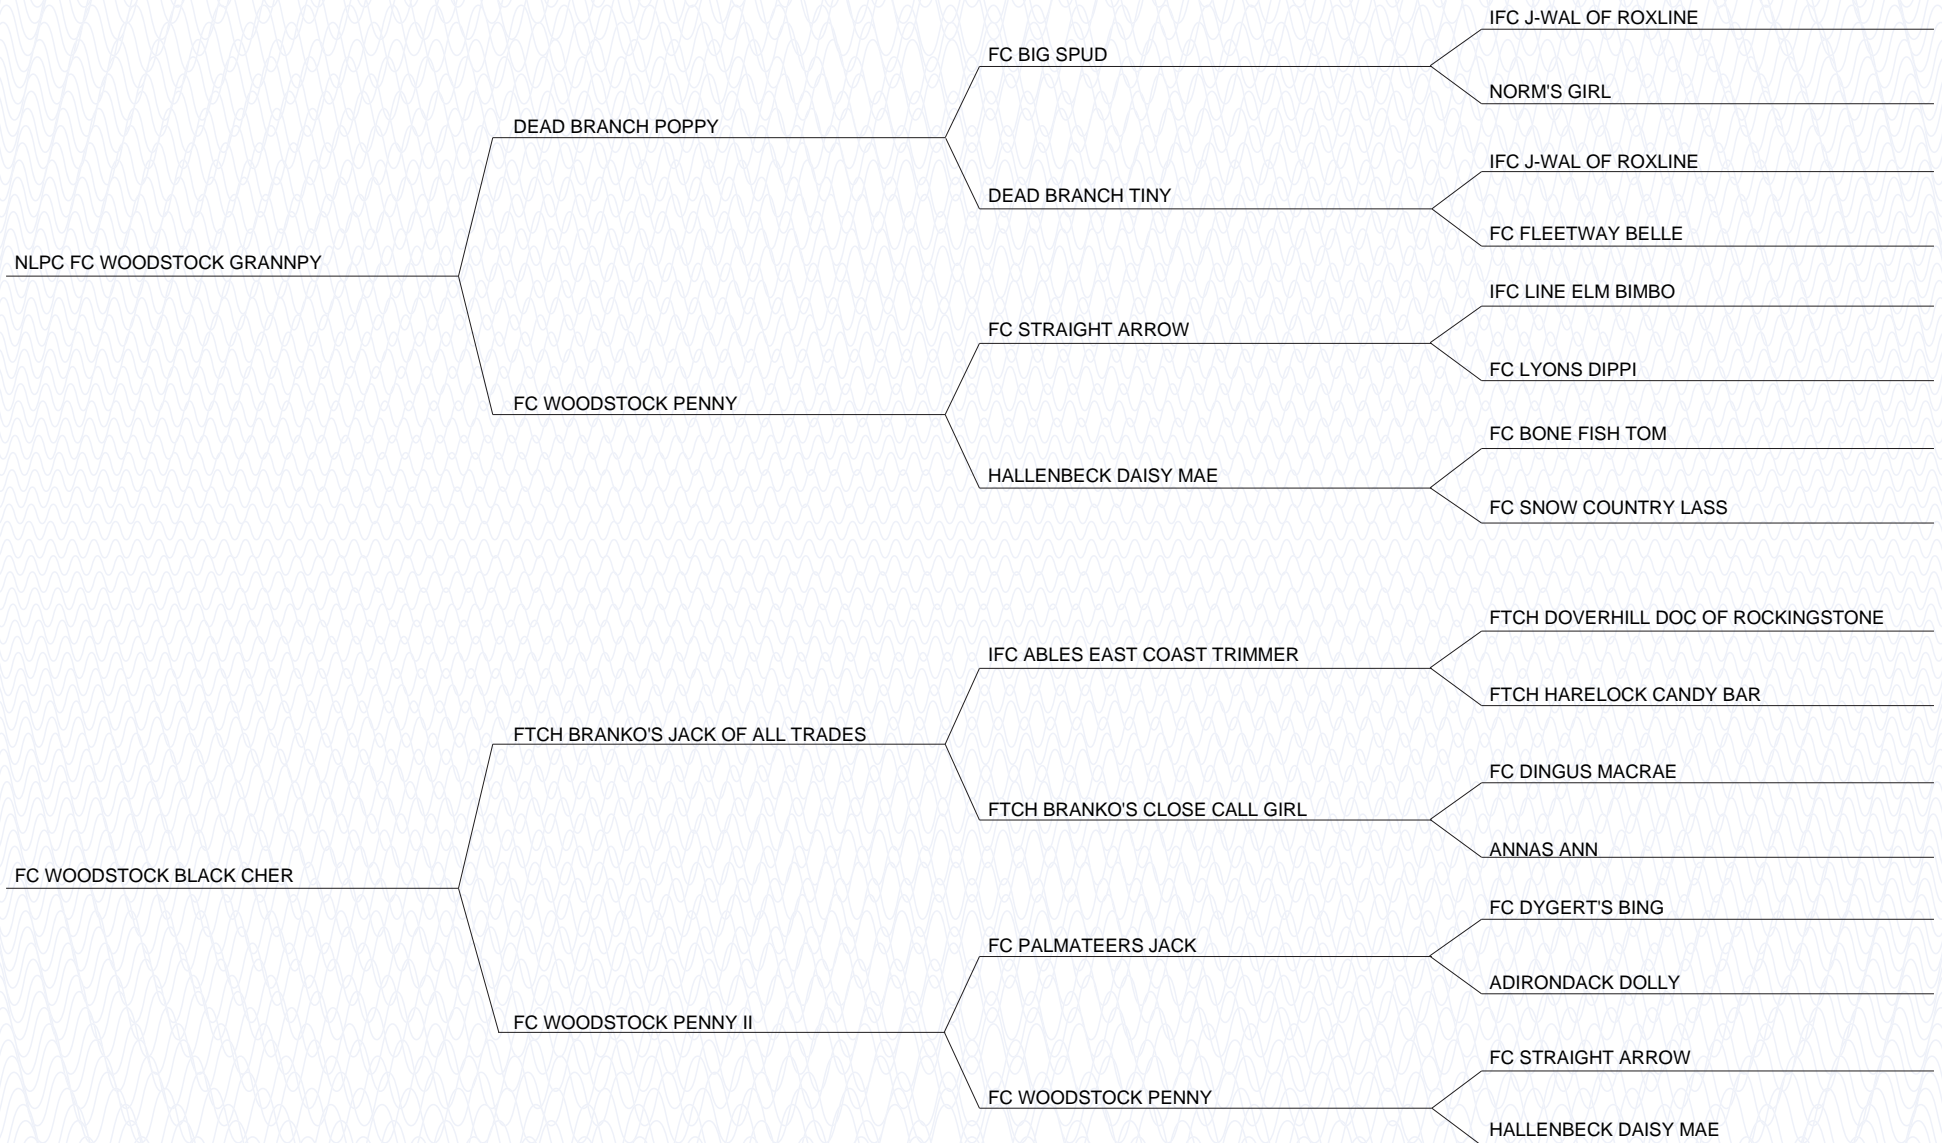 IFC J-WAL OF ROXLINE
FC BIG SPUD
NORM'S GIRL
DEAD BRANCH POPPY
IFC J-WAL OF ROXLINE
DEAD BRANCH TINY
FC FLEETWAY BELLE
NLPC FC WOODSTOCK GRANNPY
IFC LINE ELM BIMBO
FC STRAIGHT ARROW
FC LYONS DIPPI
FC WOODSTOCK PENNY
FC BONE FISH TOM
HALLENBECK DAISY MAE
FC SNOW COUNTRY LASS
FTCH DOVERHILL DOC OF ROCKINGSTONE
IFC ABLES EAST COAST TRIMMER
FTCH HARELOCK CANDY BAR
FTCH BRANKO'S JACK OF ALL TRADES
FC DINGUS MACRAE
FTCH BRANKO'S CLOSE CALL GIRL
ANNAS ANN
FC WOODSTOCK BLACK CHER
FC DYGERT'S BING
FC PALMATEERS JACK
ADIRONDACK DOLLY
FC WOODSTOCK PENNY II
FC STRAIGHT ARROW
FC WOODSTOCK PENNY
HALLENBECK DAISY MAE